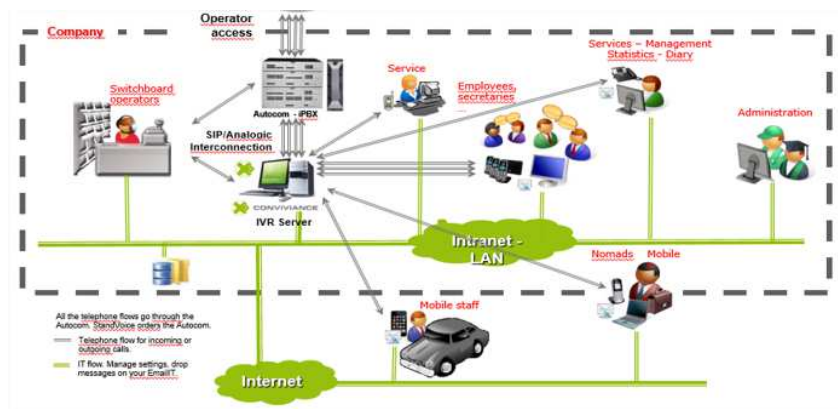 Operator
access
Company
Services – Management
Statistics - Diary
Service
Switchboard
operators
Employees,
secretaries
Autocom - iPBX
Administration
SIP/Analogic
Interconnection
CONVIVIANCE
IVR Server
Intranet -
LAN
Nomads Mobile
Mobile staff
All the telephone flows go through the
Autocom. StandVoice orders the Autocom.
Telephone flow for incoming or
outgoing calls.
IT flow. Manage settings, drop
messages on your EmailIT.
Internet